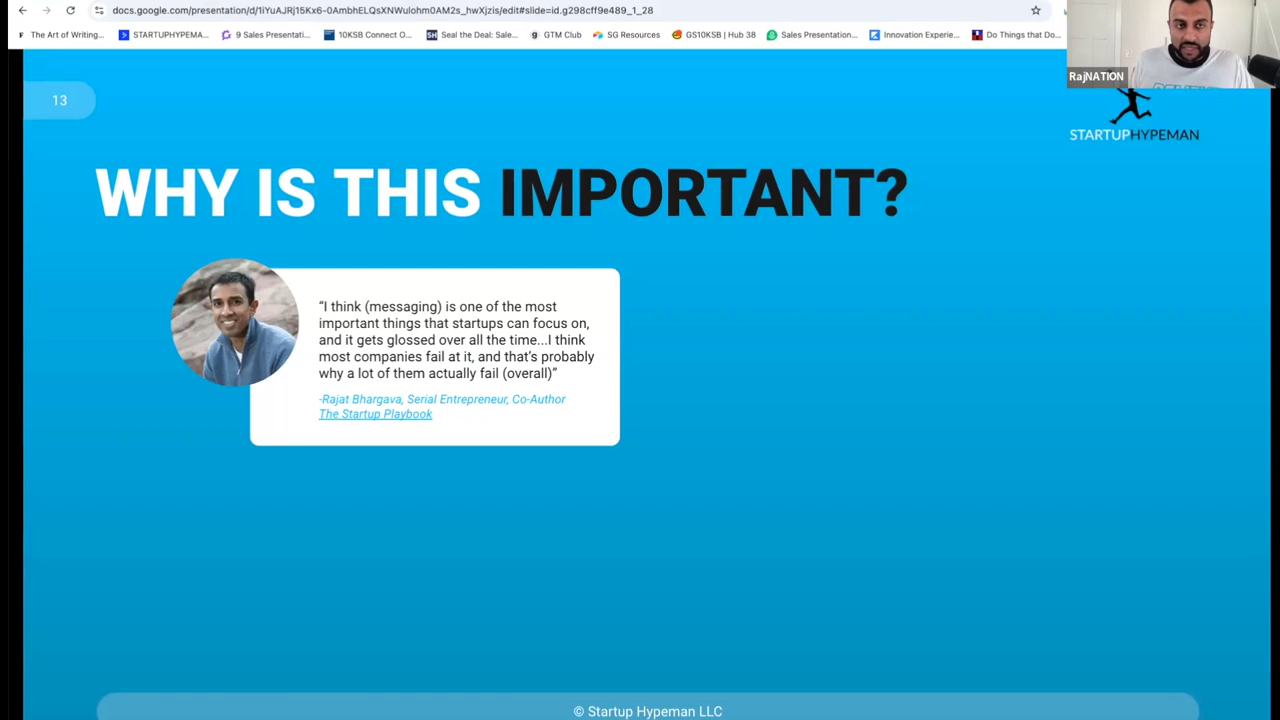 docs.google.com/presentation/d/1iYuAJRj15Kx6-0AmbhELQsXNWulohm0AM2s_hwXjzis/edit#slide=id.g298cff9e489_1_28
The Art of Writing... STARTUPHYPEMA... 9 Sales Presentati... 10KSB Connect O... Seal the Deal: Sale... GTM Club SG Resources GS10KSB | Hub 38 Sales Presentation... Innovation Experie... Do Things that Do...
RajNATION
13
STARTUPHYPEMAN
WHY IS THIS IMPORTANT?
“I think (messaging) is one of the most
important things that startups can focus on,
and it gets glossed over all the time...I think
most companies fail at it, and that’s probably
why a lot of them actually fail (overall)”
-Rajat Bhargava, Serial Entrepreneur, Co-Author
The Startup Playbook
© Startup Hypeman LLC